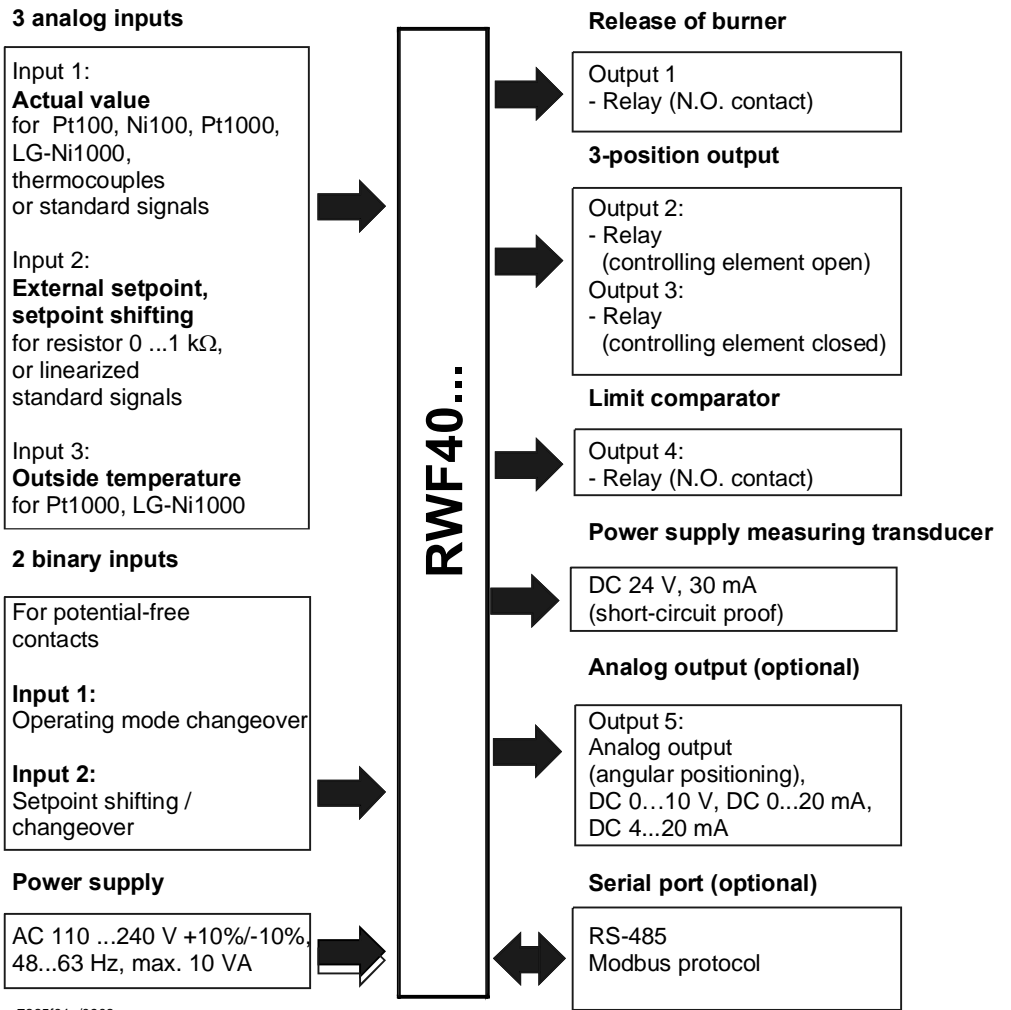 3 analog inputs
Input 1:
Actual value
for Pt100, Ni100, Pt1000,
LG-Ni1000,
thermocouples
or standard signals
Input 2:
External setpoint,
setpoint shifting
for resistor 0 ...1 kΩ,
or linearized
standard signals
Input 3:
Outside temperature
for Pt1000, LG-Ni1000
2 binary inputs
For potential-free
contacts
Input 1:
Operating mode changeover
Input 2:
Setpoint shifting /
changeover
Power supply
AC 110 ...240 V +10%/-10%,
48...63 Hz, max. 10 VA
RWF40...
Release of burner
Output 1
- Relay (N.O. contact)
3-position output
Output 2:
- Relay
(controlling element open)
Output 3:
- Relay
(controlling element closed)
Limit comparator
Output 4:
- Relay (N.O. contact)
Power supply measuring transducer
DC 24 V, 30 mA
(short-circuit proof)
Analog output (optional)
Output 5:
Analog output
(angular positioning),
DC 0…10 V, DC 0...20 mA,
DC 4...20 mA
Serial port (optional)
RS-485
Modbus protocol